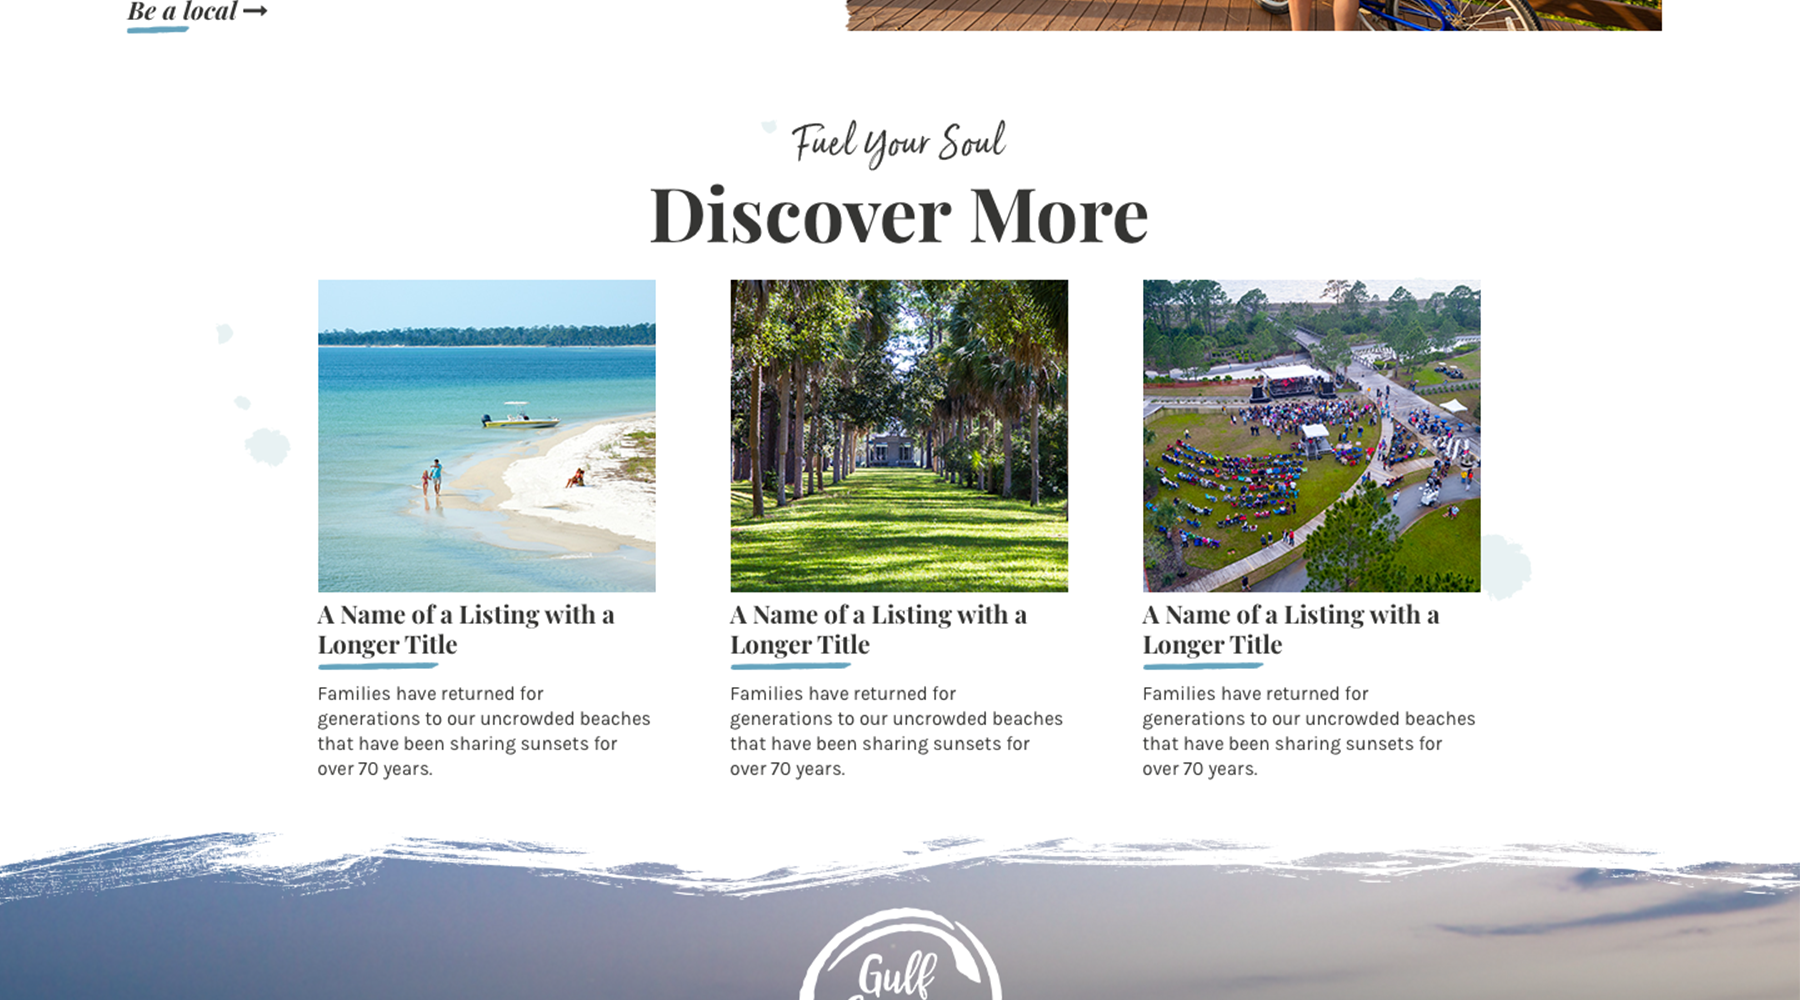 Be a local
Fuel Your Soul
Discover More
A Name of a Listing with a
Longer Title
Families have returned for
generations to our uncrowded beaches
that have been sharing sunsets for
over 70 years.
A Name of a Listing with a
Longer Title
Families have returned for
generations to our uncrowded beaches
that have been sharing sunsets for
over 70 years.
A Name of a Listing with a
Longer Title
Families have returned for
generations to our uncrowded beaches
that have been sharing sunsets for
over 70 years.
Gulf